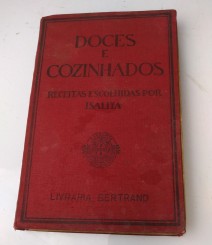 DOCES
E
COZINHADOS
RECEITAS ESCOLHIDAS POR
ISALITA
LIVRARIA BERTRAND